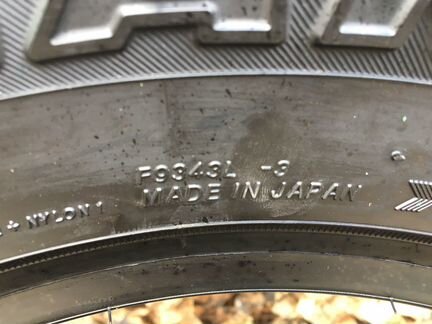 F9343L -3
MADE IN JAPAN
+ NYLON 1